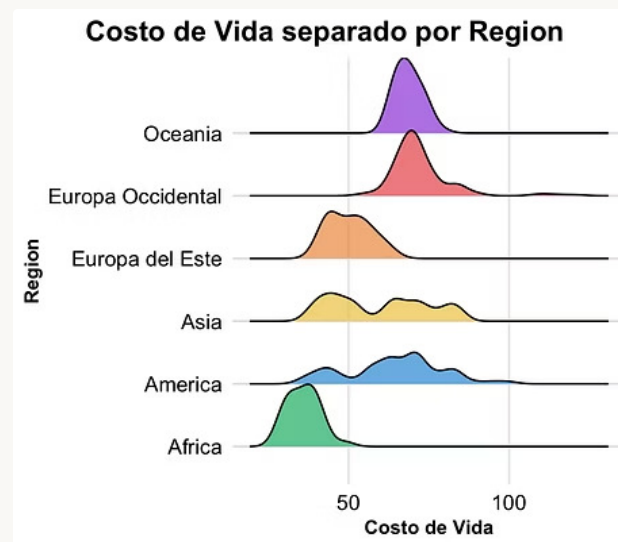 Costo de Vida separado por Region
Oceania
Europa Occidental
Europa del Este
Asia
America
Africa
Region
50 100
Costo de Vida